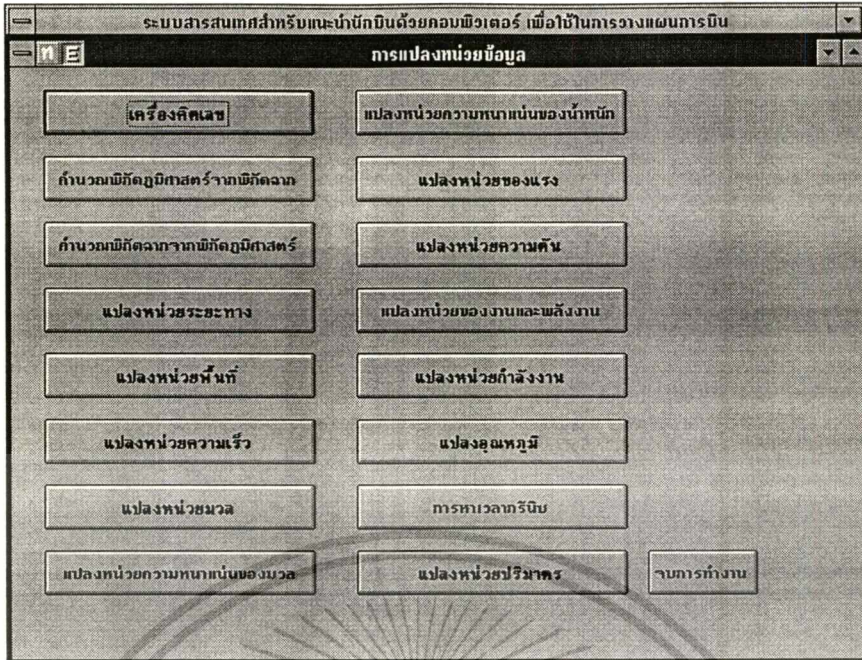 ระบบสารสนเทศสำหรับแนะนำนักบินด้วยคอมพิวเตอร์ เพื่อใช้ในการวางแผนการบิน
ท E การแปลงหน่วยข้อมูล
เครื่องคิดเลข
แปลงหน่วยความหนาแน่นของน้ำหนัก
คำนวณพิกัดภูมิศาสตร์จากพิกัดฉาก
แปลงหน่วยของแรง
คำนวณพิกัดฉากจากพิกัดภูมิศาสตร์
แปลงหน่วยความดัน
แปลงหน่วยระยะทาง
แปลงหน่วยของงานและพลังงาน
แปลงหน่วยพื้นที่
แปลงหน่วยกำลังงาน
แปลงหน่วยความเร็ว
แปลงอุณหภูมิ
แปลงหน่วยมวล
การหาเวลากรีนิช
แปลงหน่วยความหนาแน่นของมวล
แปลงหน่วยปริมาตร
จบการทำงาน